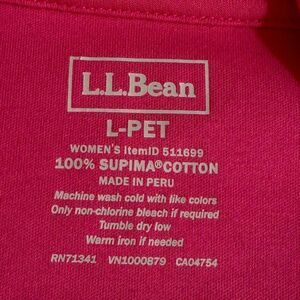 L.L.Bean
L-PET
WOMEN'S ItemID 511699
100% SUPIMA®COTTON
MADE IN PERU
Machine wash cold with like colors
Only non-chlorine bleach if required
Tumble dry low
Warm iron if needed
RN71341 VN1000879 CA04754